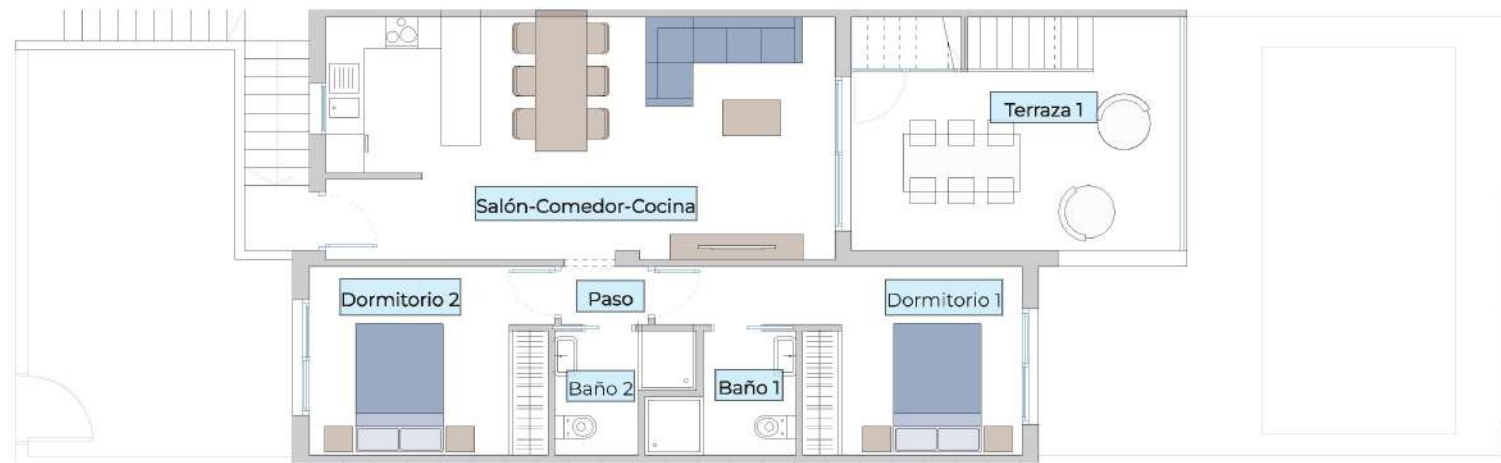 Terraza 1
Salón-Comedor-Cocina
Dormitorio 2
Paso
Dormitorio 1
Baño 2
Baño 1